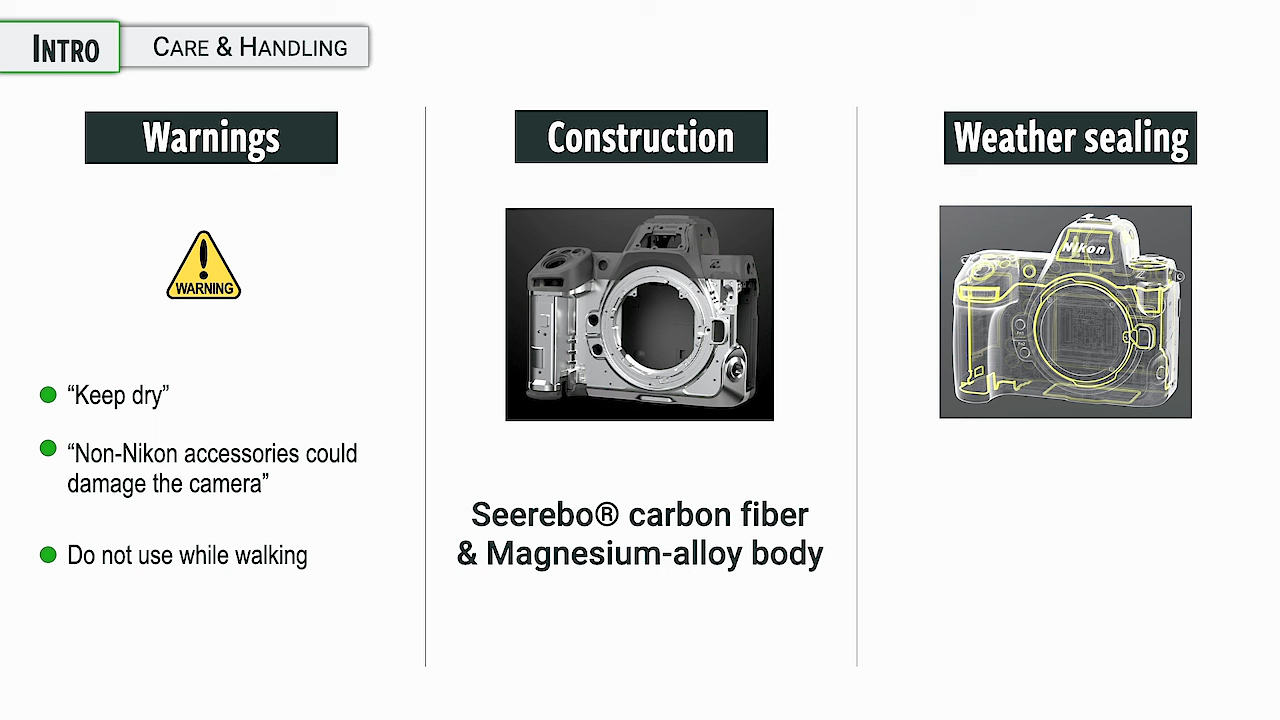 INTRO
CARE & HANDLING
Warnings
WARNING
“Keep dry”
“Non-Nikon accessories could
damage the camera”
Do not use while walking
Construction
Seerebo® carbon fiber
& Magnesium-alloy body
Weather sealing
Nikon